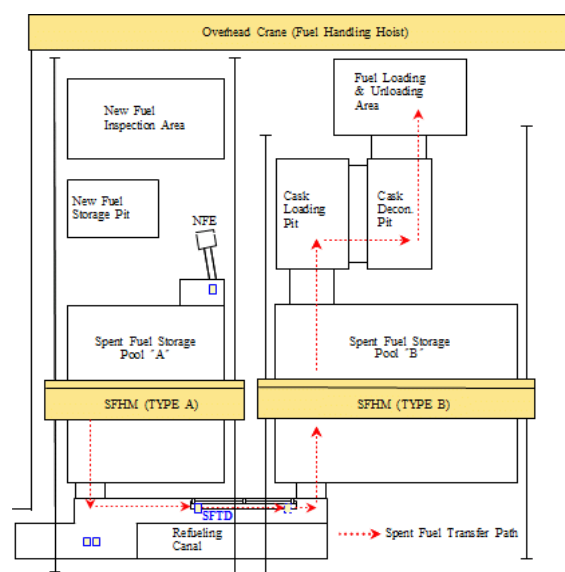 Overhead Crane (Fuel Handling Hoist)
Fuel Loading
& Unloading
Area
New Fuel
Inspection Area
New Fuel
Storage Pit
NFE
Cask
Loading
Pit
Cask
Decon.
Pit
Spent Fuel Storage
Pool "A"
Spent Fuel Storage
Pool "B"
SFHM (TYPE A)
SFHM (TYPE B)
SFTD
Refueling
Canal
Spent Fuel Transfer Path